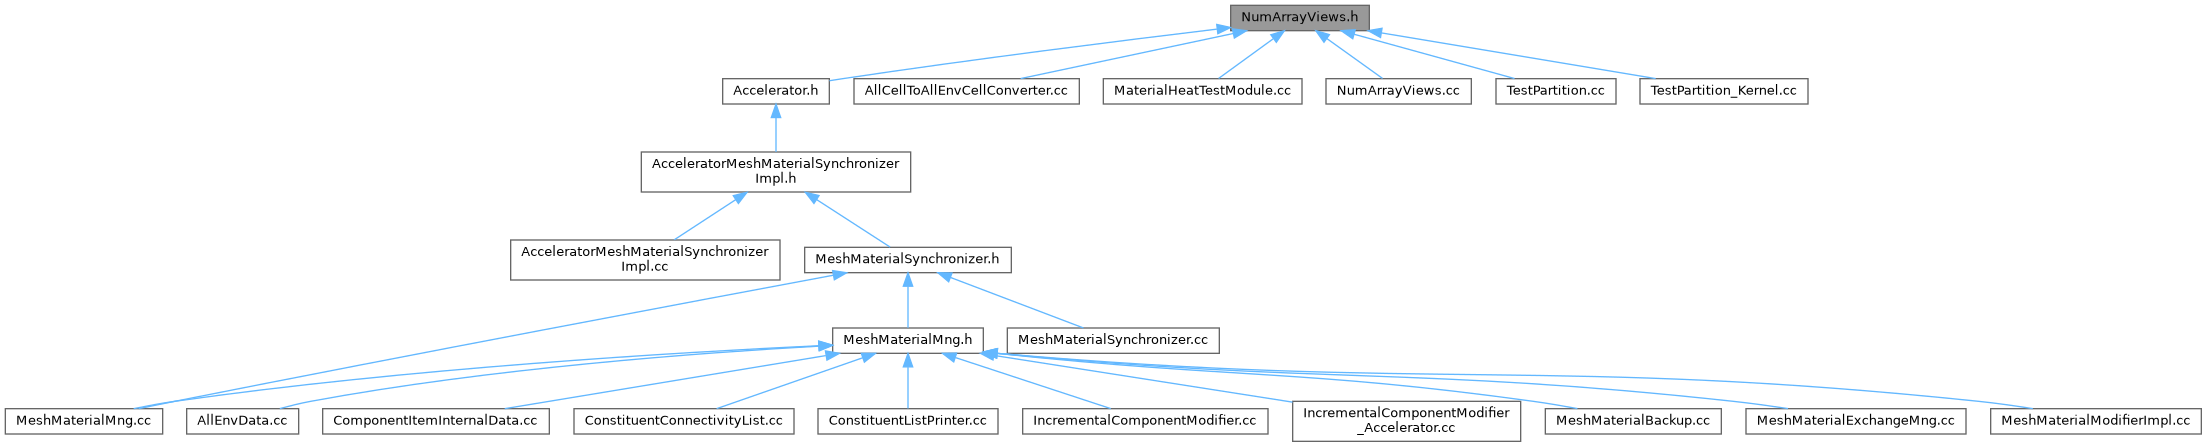 NumArrayViews.h
Accelerator.h
AllCellToAllEnvCellConverter.cc
MaterialHeatTestModule.cc
NumArrayViews.cc
TestPartition.cc
TestPartition_Kernel.cc
AcceleratorMeshMaterialSynchronizer
Impl.h
AcceleratorMeshMaterialSynchronizer
Impl.cc
MeshMaterialSynchronizer.h
MeshMaterialMng.h
MeshMaterialSynchronizer.cc
MeshMaterialMng.cc
AllEnvData.cc
ComponentItemInternalData.cc
ConstituentConnectivityList.cc
ConstituentListPrinter.cc
IncrementalComponentModifier.cc
IncrementalComponentModifier
_Accelerator.cc
MeshMaterialBackup.cc
MeshMaterialExchangeMng.cc
MeshMaterialModifierImpl.cc